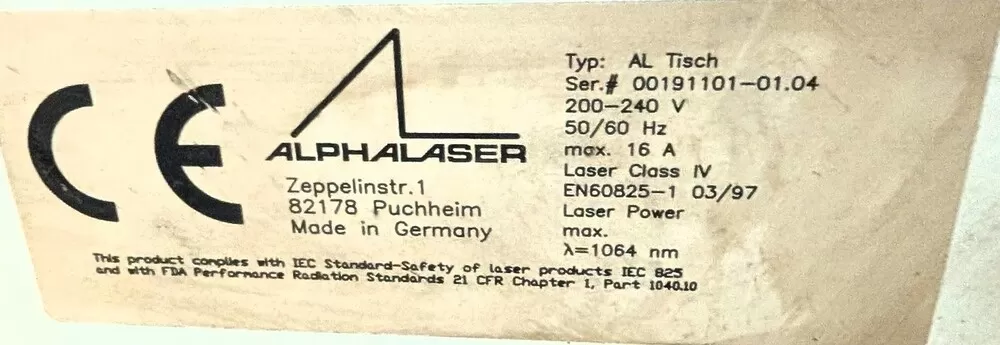 CE
ALPHALASER
Zeppelinstr.1
82178 Puchheim
Made in Germany
Typ: AL Tisch
Ser.# 00191101-01.04
200-240 V
50/60 Hz
max. 16 A
Laser Class IV
EN60825-1 03/97
Laser Power
max.
λ=1064 nm
This product complies with IEC Standard-Safety of laser products IEC 825
and with FDA Performance Radiation Standards 21 CFR Chapter I, Part 1040.10